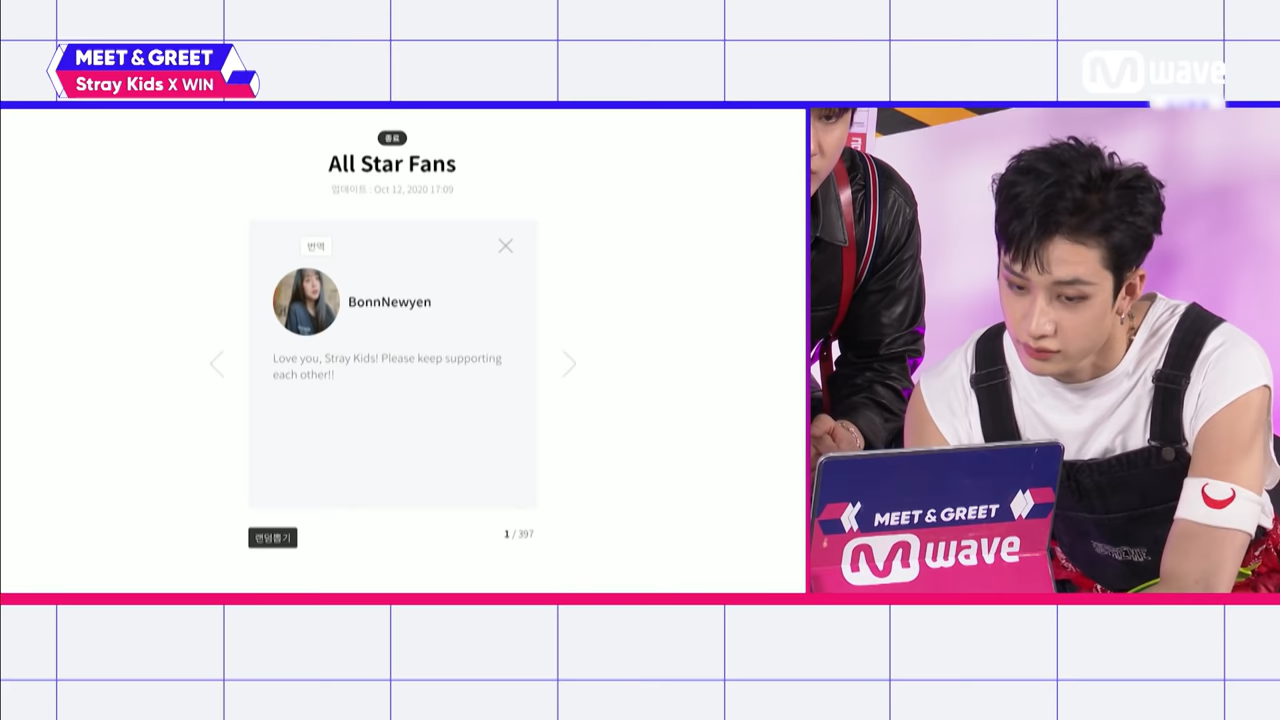 MEET & GREET
Stray Kids X WIN
Mwave
종료
All Star Fans
업데이트 : Oct 12, 2020 17:09
번역
BonnNewyen
Love you, Stray Kids! Please keep supporting
each other!!
랜덤뽑기
1 / 397
MEET & GREET
Mwave